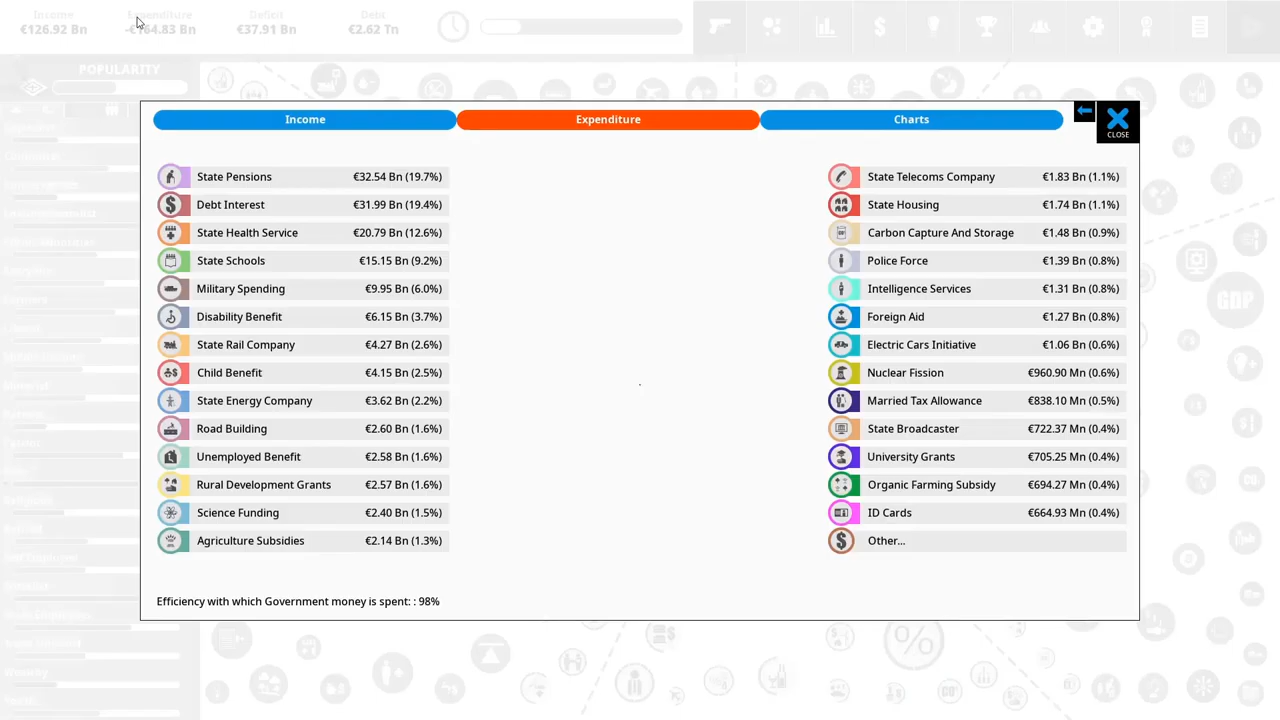 Income
Expenditure
Deficit
Debt
€126.92 Bn
-€164.83 Bn
€37.91 Bn
€2.62 Tn
POPULARITY
Income
Expenditure
Charts
CLOSE
State Pensions €32.54 Bn (19.7%)
Debt Interest €31.99 Bn (19.4%)
State Health Service €20.79 Bn (12.6%)
State Schools €15.15 Bn (9.2%)
Military Spending €9.95 Bn (6.0%)
Disability Benefit €6.15 Bn (3.7%)
State Rail Company €4.27 Bn (2.6%)
Child Benefit €4.15 Bn (2.5%)
State Energy Company €3.62 Bn (2.2%)
Road Building €2.60 Bn (1.6%)
Unemployed Benefit €2.58 Bn (1.6%)
Rural Development Grants €2.57 Bn (1.6%)
Science Funding €2.40 Bn (1.5%)
Agriculture Subsidies €2.14 Bn (1.3%)
State Telecoms Company €1.83 Bn (1.1%)
State Housing €1.74 Bn (1.1%)
Carbon Capture And Storage €1.48 Bn (0.9%)
Police Force €1.39 Bn (0.8%)
Intelligence Services €1.31 Bn (0.8%)
Foreign Aid €1.27 Bn (0.8%)
Electric Cars Initiative €1.06 Bn (0.6%)
Nuclear Fission €960.90 Mn (0.6%)
Married Tax Allowance €838.10 Mn (0.5%)
State Broadcaster €722.37 Mn (0.4%)
University Grants €705.25 Mn (0.4%)
Organic Farming Subsidy €694.27 Mn (0.4%)
ID Cards €664.93 Mn (0.4%)
Other...
Efficiency with which Government money is spent: : 98%
GDP